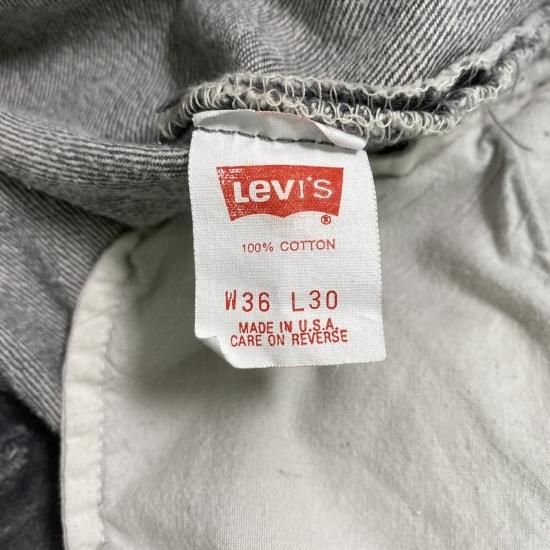 Levi's
®
100% COTTON
W36 L30
MADE IN U.S.A.
CARE ON REVERSE